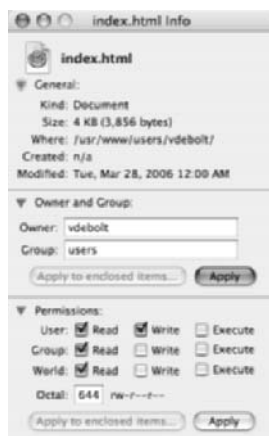 index.html Info
index.html
General:
Kind: Document
Size: 4 KB (3,856 bytes)
Where: /usr/www/users/vdebolt/
Created: n/a
Modified: Tue, Mar 28, 2006 12:00 AM
Owner and Group:
Owner: vdebolt
Group: users
Apply to enclosed items... Apply
Permissions:
User: Read Write Execute
Group: Read Write Execute
World: Read Write Execute
Octal: 644 rw-r--r--
Apply to enclosed items... Apply